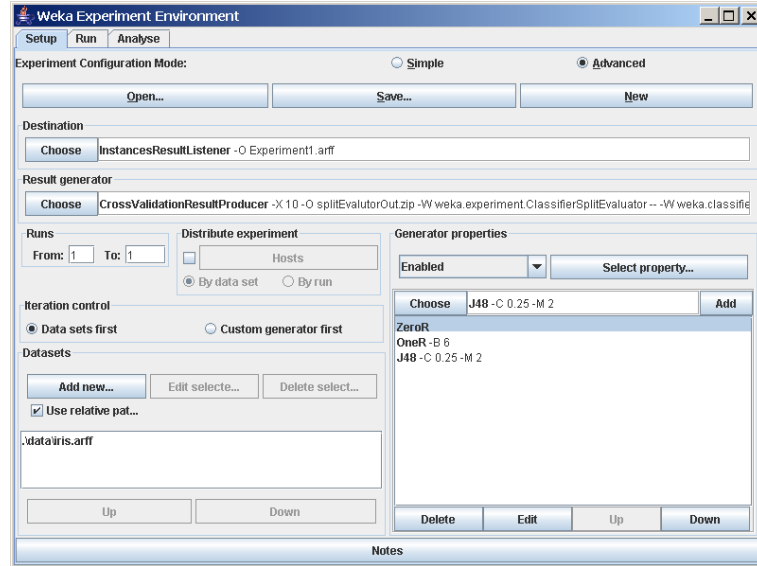 Weka Experiment Environment
Setup Run Analyse
Experiment Configuration Mode: Simple Advanced
Open... Save... New
Destination
Choose InstancesResultListener -O Experiment1.arff
Result generator
Choose CrossValidationResultProducer -X 10 -O splitEvalutorOut.zip -W weka.experiment.ClassifierSplitEvaluator -- -W weka.classifie
Runs
From: 1 To: 1
Distribute experiment
Hosts
By data set By run
Generator properties
Enabled Select property...
Iteration control
Data sets first Custom generator first
Choose J48 -C 0.25 -M 2 Add
ZeroR
OneR -B 6
J48 -C 0.25 -M 2
Datasets
Add new... Edit selecte... Delete select...
Use relative pat...
.\data\iris.arff
Up Down
Delete Edit Up Down
Notes